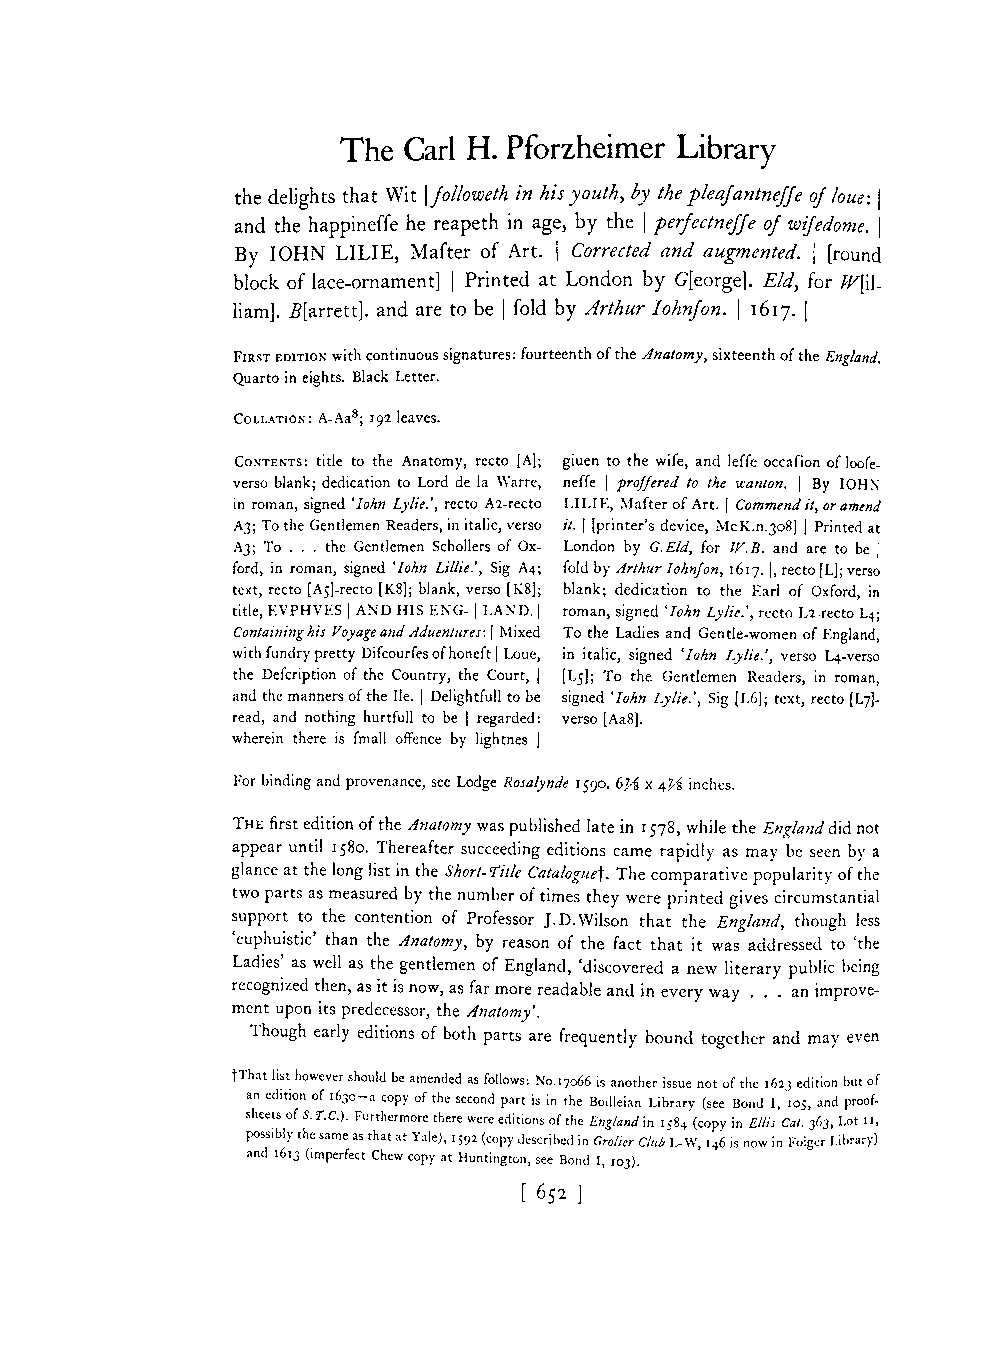 The Carl H. Pforzheimer Library
the delights that Wit | followeth in his youth, by the pleaſantneſſe of loue: |
and the happineſſe he reapeth in age, by the | perfectneſſe of wiſedome. |
By IOHN LILIE, Maſter of Art. | Corrected and augmented. | [round
block of lace-ornament] | Printed at London by G[eorge]. Eld, for W[il-
liam]. B[arrett]. and are to be | ſold by Arthur Iohnſon. | 1617. |
FIRST EDITION with continuous signatures: fourteenth of the Anatomy, sixteenth of the England.
Quarto in eights. Black Letter.
COLLATION: A-Aa⁸; 192 leaves.
CONTENTS: title to the Anatomy, recto [A];
verso blank; dedication to Lord de la Warre,
in roman, signed 'Iohn Lylie.', recto A2-recto
A3; To the Gentlemen Readers, in italic, verso
A3; To . . . the Gentlemen Schollers of Ox-
ford, in roman, signed 'Iohn Lillie.', Sig A4;
text, recto [A5]-recto [K8]; blank, verso [K8];
title, EVPHVES | AND HIS ENG- | LAND. |
Containing his Voyage and Aduentures: | Mixed
with ſundry pretty Diſcourſes of honeſt | Loue,
the Deſcription of the Country, the Court, |
and the manners of the Ile. | Delightfull to be
read, and nothing hurtfull to be | regarded:
wherein there is ſmall offence by lightnes |
giuen to the wiſe, and leſſe occaſion of looſe-
neſſe | proffered to the wanton. | By IOHN
LILIE, Maſter of Art. | Commend it, or amend
it. | [printer's device, McK.n.308] | Printed at
London by G.Eld, for W.B. and are to be |
ſold by Arthur Iohnſon, 1617. |, recto [L]; verso
blank; dedication to the Earl of Oxford, in
roman, signed 'Iohn Lylie.', recto L2-recto L4;
To the Ladies and Gentle-women of England,
in italic, signed 'Iohn Lylie.', verso L4-verso
[L5]; To the Gentlemen Readers, in roman,
signed 'Iohn Lylie.', Sig [L6]; text, recto [L7]-
verso [Aa8].
For binding and provenance, see Lodge Rosalynde 1590. 6⅞ x 4⅞ inches.
THE first edition of the Anatomy was published late in 1578, while the England did not
appear until 1580. Thereafter succeeding editions came rapidly as may be seen by a
glance at the long list in the Short-Title Catalogue†. The comparative popularity of the
two parts as measured by the number of times they were printed gives circumstantial
support to the contention of Professor J.D.Wilson that the England, though less
'euphuistic' than the Anatomy, by reason of the fact that it was addressed to 'the
Ladies' as well as the gentlemen of England, 'discovered a new literary public being
recognized then, as it is now, as far more readable and in every way . . . an improve-
ment upon its predecessor, the Anatomy'.
Though early editions of both parts are frequently bound together and may even
†That list however should be amended as follows: No.17066 is another issue not of the 1623 edition but of
an edition of 1630—a copy of the second part is in the Bodleian Library (see Bond I, 105, and proof-
sheets of S.T.C.). Furthermore there were editions of the England in 1584 (copy in Ellis Cat. 363, Lot 11,
possibly the same as that at Yale), 1592 (copy described in Grolier Club L-W, 146 is now in Folger Library)
and 1613 (imperfect Chew copy at Huntington, see Bond I, 103).
[ 652 ]